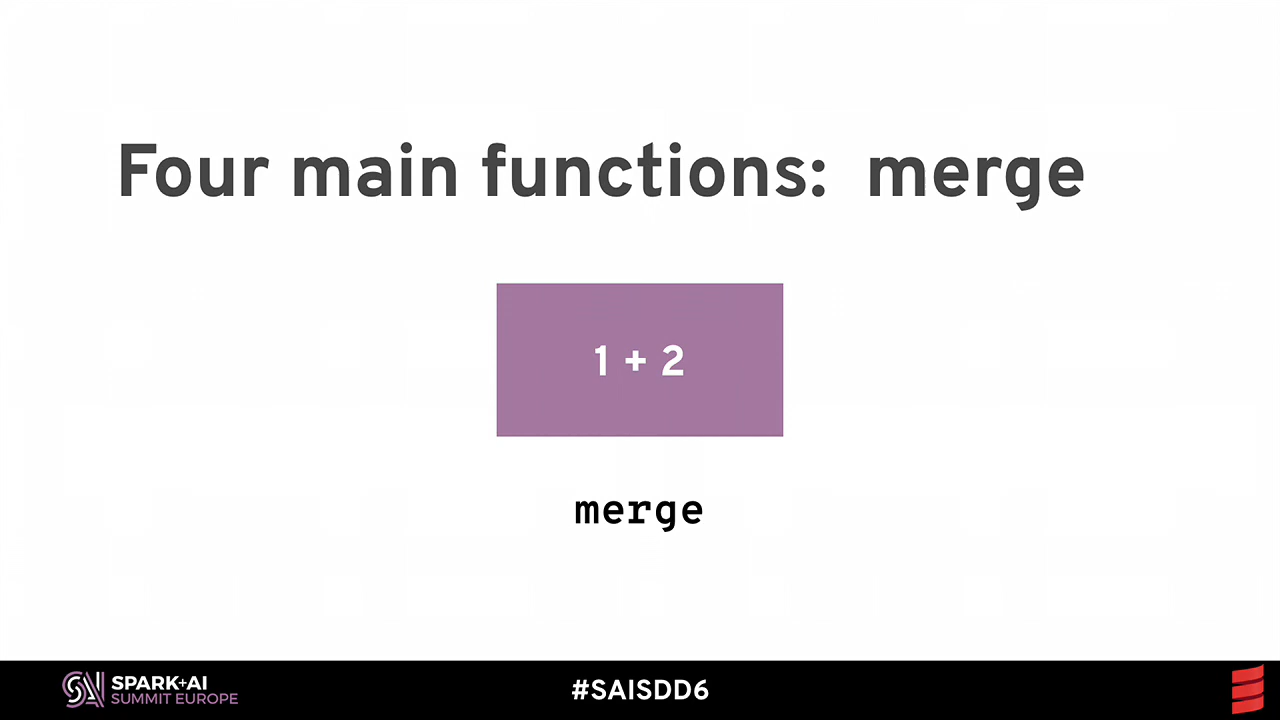 Four main functions: merge
1 + 2
merge
SPARK+AI
SUMMIT EUROPE
#SAISDD6